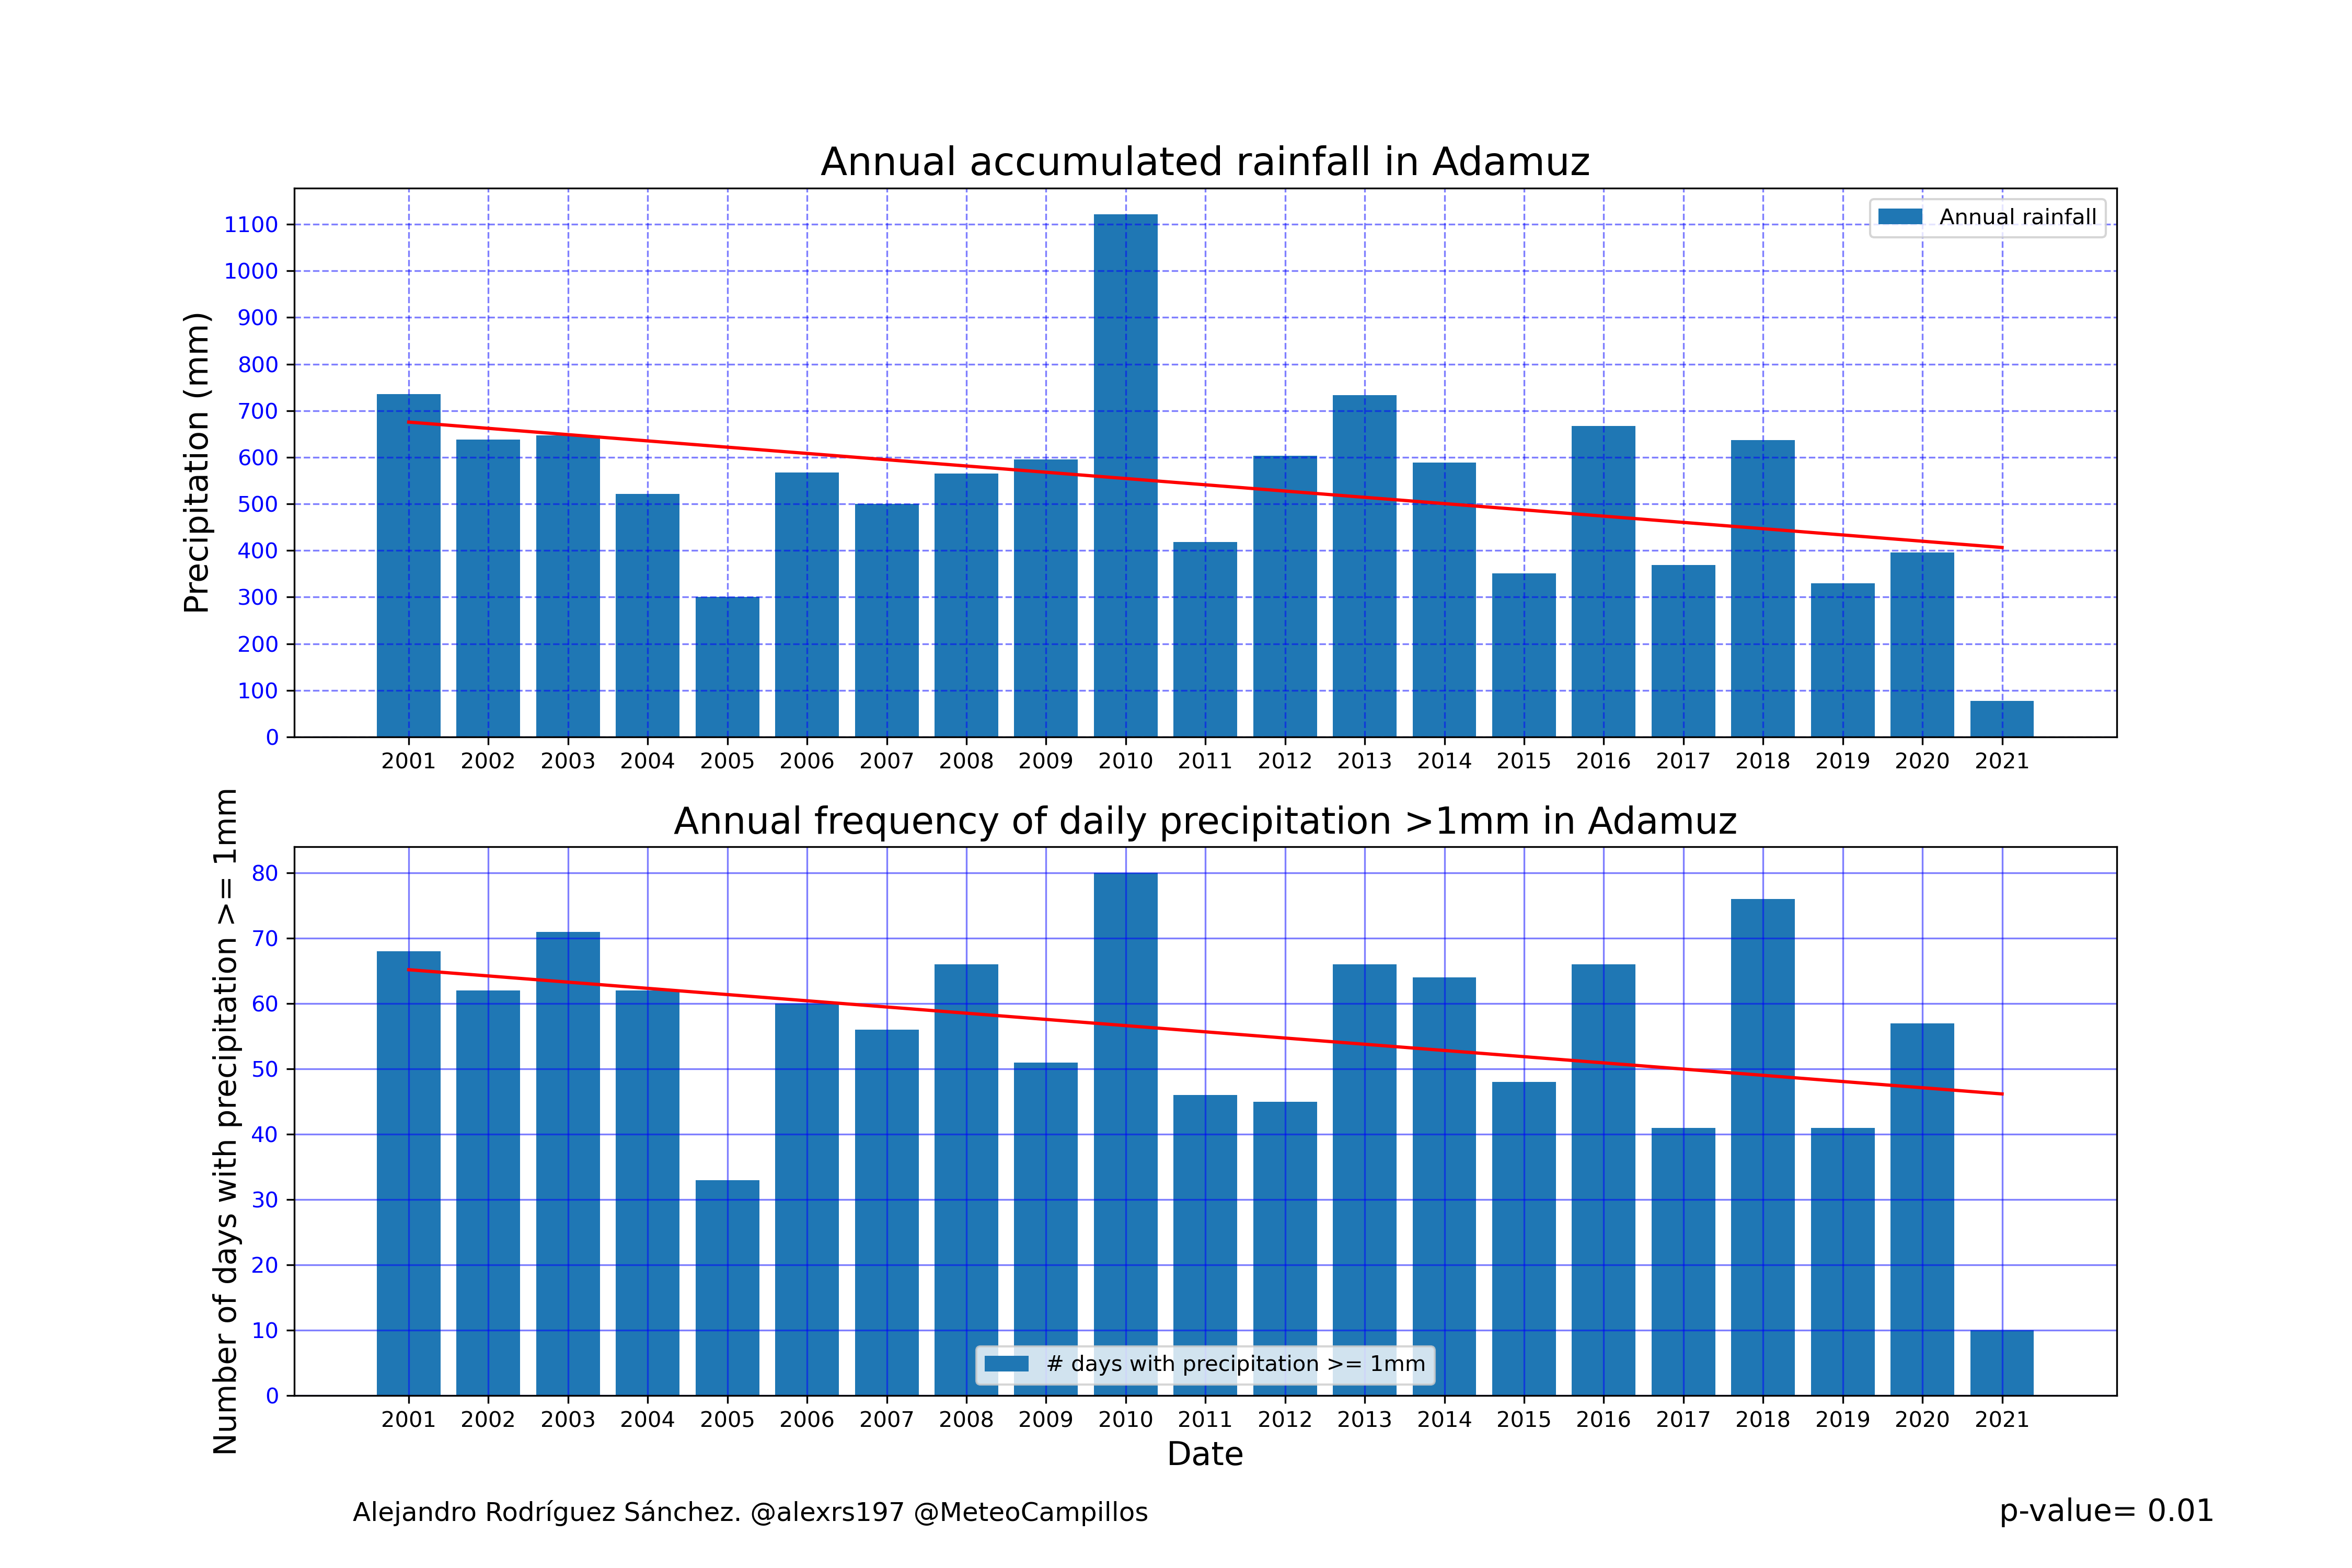 Annual accumulated rainfall in Adamuz
Precipitation (mm)
1100
1000
900
800
700
600
500
400
300
200
100
0
Annual rainfall
2001 2002 2003 2004 2005 2006 2007 2008 2009 2010 2011 2012 2013 2014 2015 2016 2017 2018 2019 2020 2021
Annual frequency of daily precipitation >1mm in Adamuz
Number of days with precipitation >= 1mm
80
70
60
50
40
30
20
10
0
# days with precipitation >= 1mm
2001 2002 2003 2004 2005 2006 2007 2008 2009 2010 2011 2012 2013 2014 2015 2016 2017 2018 2019 2020 2021
Date
Alejandro Rodríguez Sánchez. @alexrs197 @MeteoCampillos
p-value= 0.01